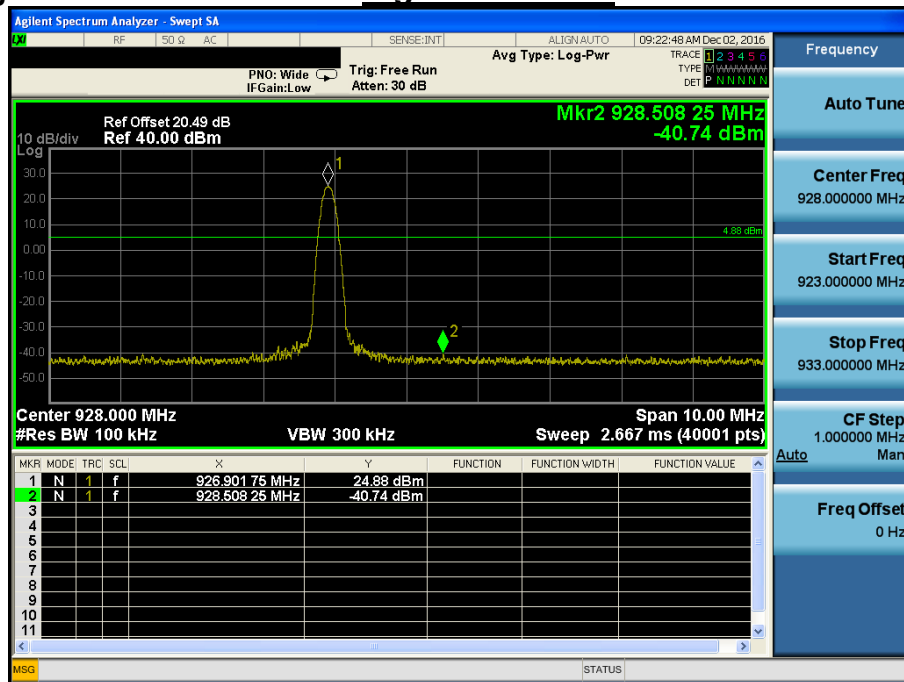 Agilent Spectrum Analyzer - Swept SA
LXI RF 50 Ω AC SENSE:INT ALIGN AUTO 09:22:48 AM Dec 02, 2016
Avg Type: Log-Pwr TRACE 1 2 3 4 5 6
PNO: Wide Trig: Free Run TYPE M W W W W W
IFGain:Low Atten: 30 dB DET P N N N N N
Frequency
Mkr2 928.508 25 MHz
Ref Offset 20.49 dB
10 dB/div Ref 40.00 dBm -40.74 dBm
Log
1
30.0
20.0
10.0
4.88 dBm
0.00
-10.0
-20.0
-30.0
2
-40.0
-50.0
Center 928.000 MHz Span 10.00 MHz
#Res BW 100 kHz VBW 300 kHz Sweep 2.667 ms (40001 pts)
MKR MODE TRC SCL X Y FUNCTION FUNCTION WIDTH FUNCTION VALUE
1 N 1 f 926.901 75 MHz 24.88 dBm
2 N 1 f 928.508 25 MHz -40.74 dBm
3
4
5
6
7
8
9
10
11
Auto Tune
Center Freq
928.000000 MHz
Start Freq
923.000000 MHz
Stop Freq
933.000000 MHz
CF Step
1.000000 MHz
Auto Man
Freq Offset
0 Hz
MSG STATUS